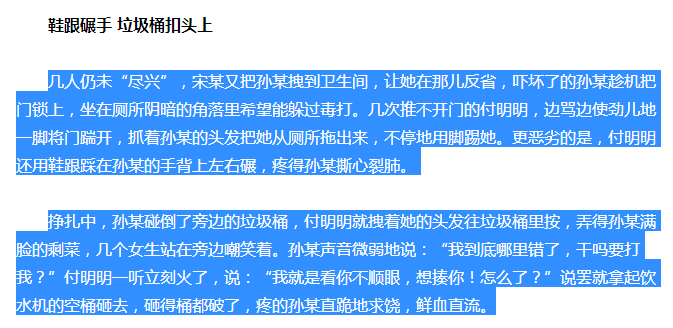 鞋跟碾手 垃圾桶扣头上
几人仍未“尽兴”，宋某又把孙某拽到卫生间，让她在那儿反省，吓坏了的孙某趁机把
门锁上，坐在厕所阴暗的角落里希望能躲过毒打。几次推不开门的付明明，边骂边使劲儿地
一脚将门踹开，抓着孙某的头发把她从厕所拖出来，不停地用脚踢她。更恶劣的是，付明明
还用鞋跟踩在孙某的手背上左右碾，疼得孙某撕心裂肺。
挣扎中，孙某碰倒了旁边的垃圾桶，付明明就拽着她的头发往垃圾桶里按，弄得孙某满
脸的剩菜，几个女生站在旁边嘲笑着。孙某声音微弱地说：“我到底哪里错了，干吗要打
我？”付明明一听立刻火了，说：“我就是看你不顺眼，想揍你！怎么了？”说罢就拿起饮
水机的空桶砸去，砸得桶都破了，疼的孙某直跪地求饶，鲜血直流。